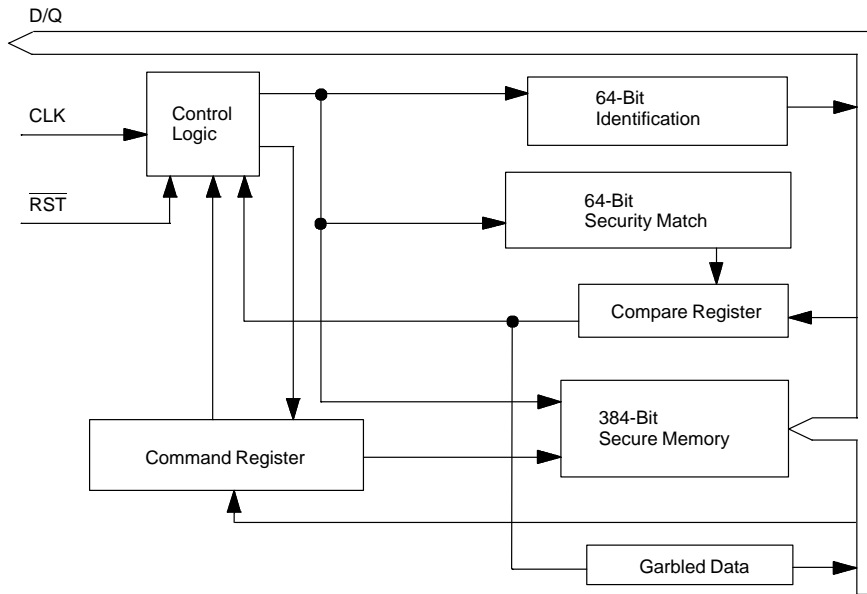 D/Q
CLK
RST
Control
Logic
64-Bit
Identification
64-Bit
Security Match
Compare Register
384-Bit
Secure Memory
Command Register
Garbled Data